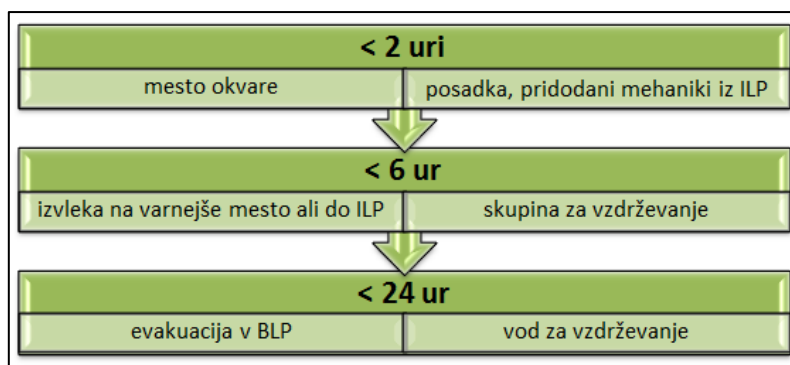 < 2 uri
mesto okvare
posadka, pridodani mehaniki iz ILP
< 6 ur
izvleka na varnejše mesto ali do ILP
skupina za vzdrževanje
< 24 ur
evakuacija v BLP
vod za vzdrževanje